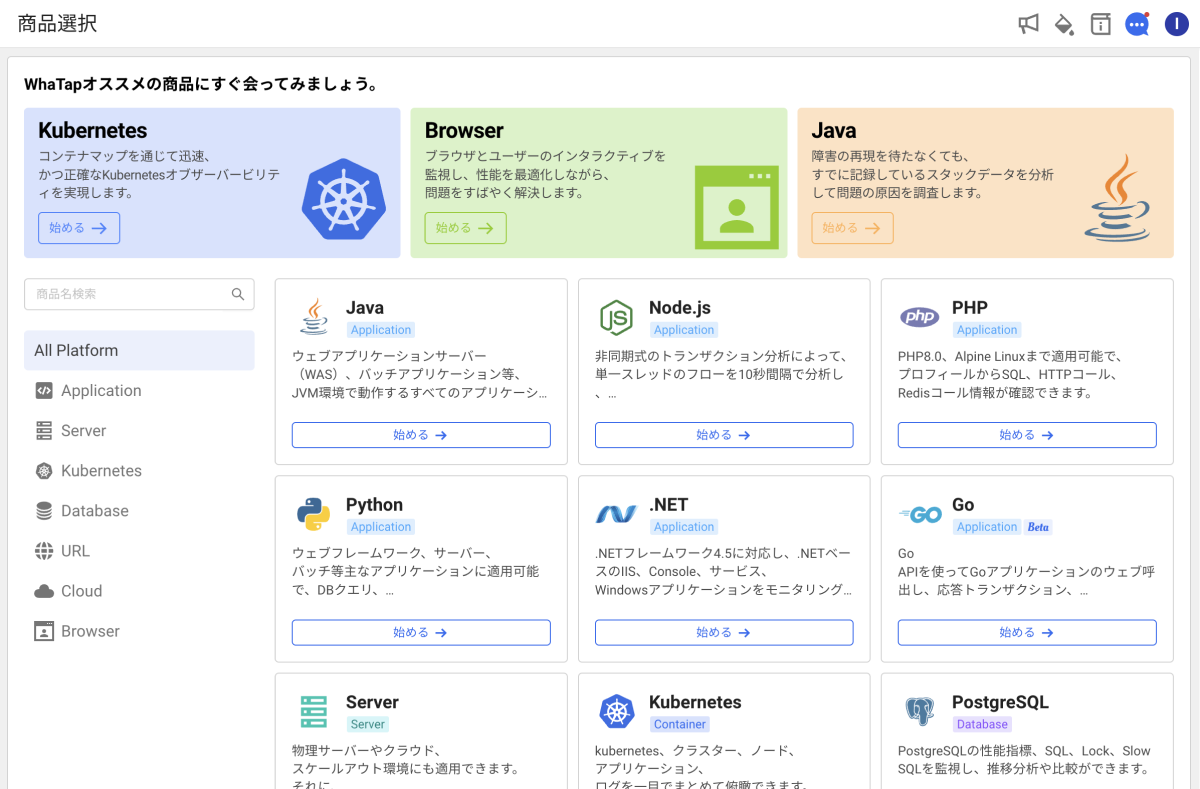 商品選択
I
WhaTapオススメの商品にすぐ会ってみましょう。
Kubernetes
コンテナマップを通じて迅速、
かつ正確なKubernetesオブザーバービリテ
ィを実現します。
始める →
Browser
ブラウザとユーザーのインタラクティブを
監視し、性能を最適化しながら、
問題をすばやく解決します。
始める →
Java
障害の再現を待たなくても、
すでに記録しているスタックデータを分析
して問題の原因を調査します。
始める →
商品名検索
All Platform
Application
Server
Kubernetes
Database
URL
Cloud
Browser
Java
Application
ウェブアプリケーションサーバー
（WAS）、バッチアプリケーション等、
JVM環境で動作するすべてのアプリケーシ...
始める →
JS
Node.js
Application
非同期式のトランザクション分析によって、
単一スレッドのフローを10秒間隔で分析し
、...
始める →
php
PHP
Application
PHP8.0、Alpine Linuxまで適用可能で、
プロフィールからSQL、HTTPコール、
Redisコール情報が確認できます。
始める →
Python
Application
ウェブフレームワーク、サーバー、
バッチ等主なアプリケーションに適用可能
で、DBクエリ、...
始める →
.NET
Application
.NETフレームワーク4.5に対応し、.NETベー
スのIIS、Console、サービス、
Windowsアプリケーションをモニタリング...
始める →
GO
Go
Application Beta
Go
APIを使ってGoアプリケーションのウェブ呼
出し、応答トランザクション、...
始める →
Server
Server
物理サーバーやクラウド、
スケールアウト環境にも適用できます。
それに、
Kubernetes
Container
kubernetes、クラスター、ノード、
アプリケーション、
ログを一目でまとめて俯瞰できます。
PostgreSQL
Database
PostgreSQLの性能指標、SQL、Lock、Slow
SQLを監視し、推移分析や比較ができます。